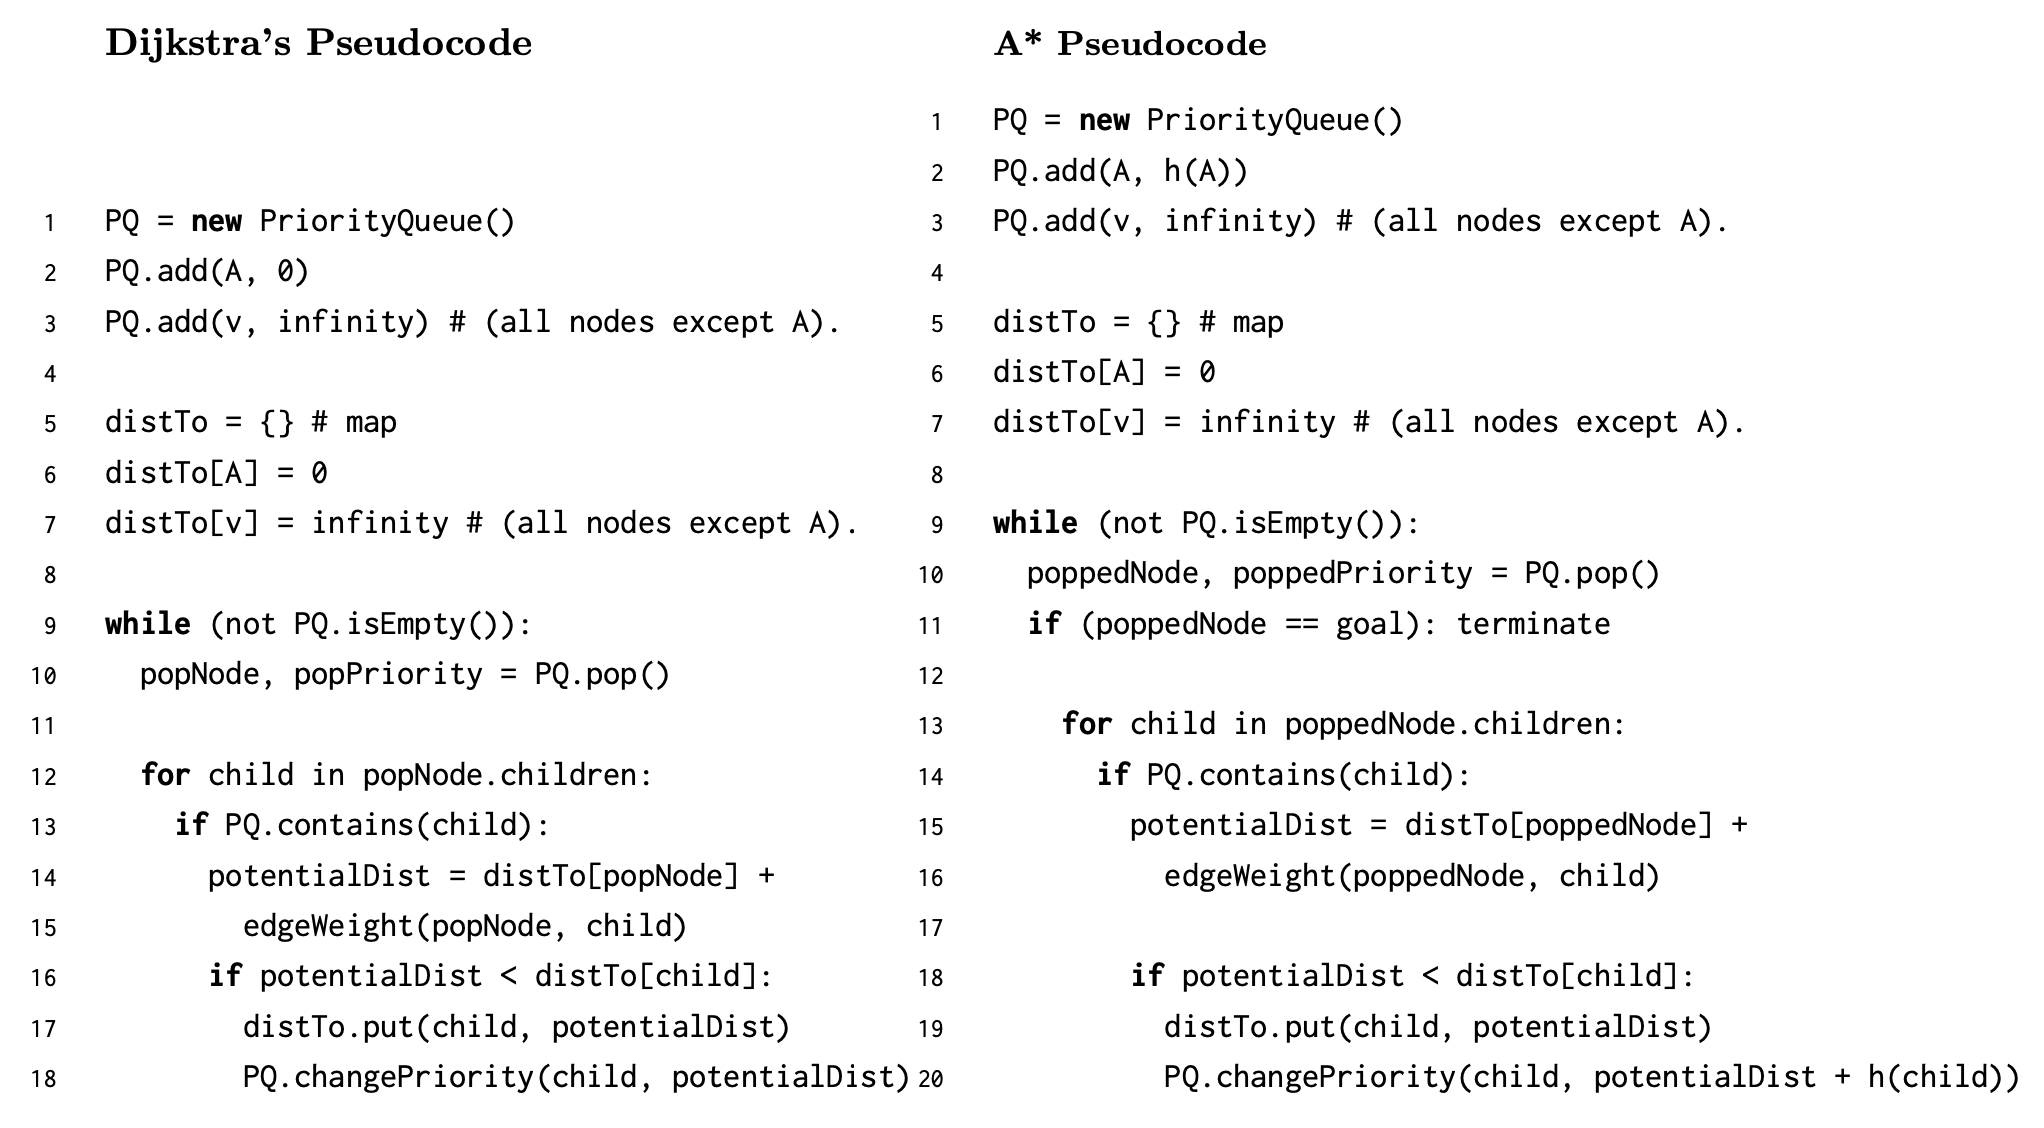 Dijkstra's Pseudocode
1 PQ = new PriorityQueue()
2 PQ.add(A, 0)
3 PQ.add(v, infinity) # (all nodes except A).
4
5 distTo = {} # map
6 distTo[A] = 0
7 distTo[v] = infinity # (all nodes except A).
8
9 while (not PQ.isEmpty()):
10 popNode, popPriority = PQ.pop()
11
12 for child in popNode.children:
13 if PQ.contains(child):
14 potentialDist = distTo[popNode] +
15 edgeWeight(popNode, child)
16 if potentialDist < distTo[child]:
17 distTo.put(child, potentialDist)
18 PQ.changePriority(child, potentialDist)
A* Pseudocode
1 PQ = new PriorityQueue()
2 PQ.add(A, h(A))
3 PQ.add(v, infinity) # (all nodes except A).
4
5 distTo = {} # map
6 distTo[A] = 0
7 distTo[v] = infinity # (all nodes except A).
8
9 while (not PQ.isEmpty()):
10 poppedNode, poppedPriority = PQ.pop()
11 if (poppedNode == goal): terminate
12
13 for child in poppedNode.children:
14 if PQ.contains(child):
15 potentialDist = distTo[poppedNode] +
16 edgeWeight(poppedNode, child)
17
18 if potentialDist < distTo[child]:
19 distTo.put(child, potentialDist)
20 PQ.changePriority(child, potentialDist + h(child))